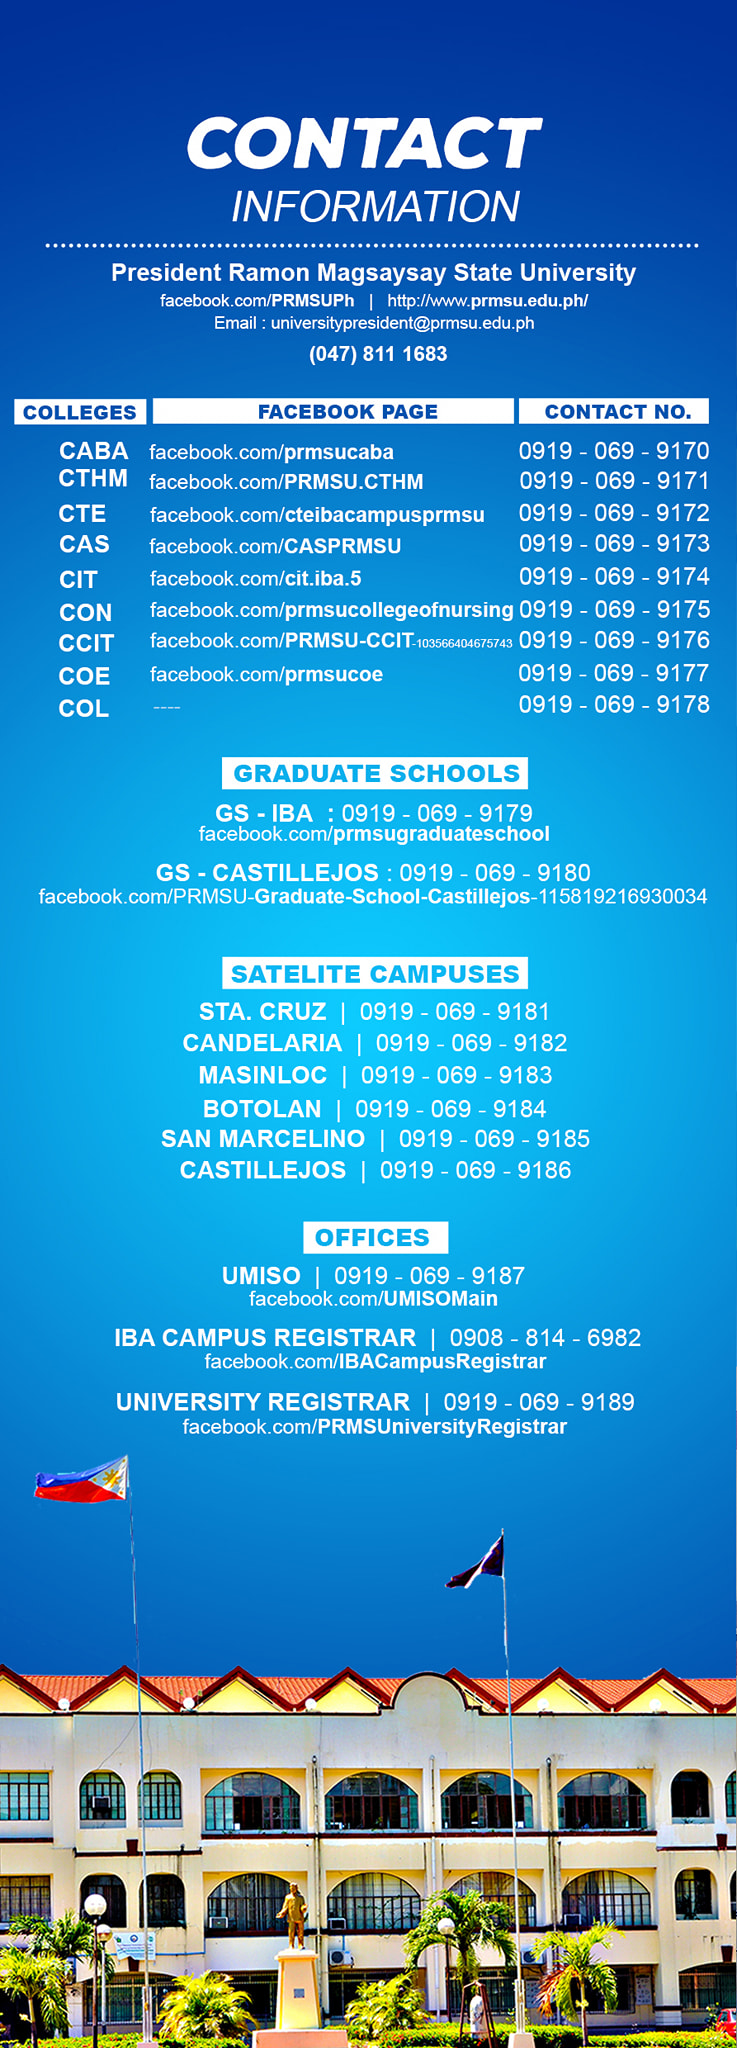 CONTACT
INFORMATION
President Ramon Magsaysay State University
facebook.com/PRMSUPh | http://www.prmsu.edu.ph/
Email : universitypresident@prmsu.edu.ph
(047) 811 1683
COLLEGES FACEBOOK PAGE CONTACT NO.
CABA facebook.com/prmsucaba 0919 - 069 - 9170
CTHM facebook.com/PRMSU.CTHM 0919 - 069 - 9171
CTE facebook.com/cteibacampusprmsu 0919 - 069 - 9172
CAS facebook.com/CASPRMSU 0919 - 069 - 9173
CIT facebook.com/cit.iba.5 0919 - 069 - 9174
CON facebook.com/prmsucollegeofnursing 0919 - 069 - 9175
CCIT facebook.com/PRMSU-CCIT-103566404675743 0919 - 069 - 9176
COE facebook.com/prmsucoe 0919 - 069 - 9177
COL ---- 0919 - 069 - 9178
GRADUATE SCHOOLS
GS - IBA : 0919 - 069 - 9179
facebook.com/prmsugraduateschool
GS - CASTILLEJOS : 0919 - 069 - 9180
facebook.com/PRMSU-Graduate-School-Castillejos-115819216930034
SATELITE CAMPUSES
STA. CRUZ | 0919 - 069 - 9181
CANDELARIA | 0919 - 069 - 9182
MASINLOC | 0919 - 069 - 9183
BOTOLAN | 0919 - 069 - 9184
SAN MARCELINO | 0919 - 069 - 9185
CASTILLEJOS | 0919 - 069 - 9186
OFFICES
UMISO | 0919 - 069 - 9187
facebook.com/UMISOMain
IBA CAMPUS REGISTRAR | 0908 - 814 - 6982
facebook.com/IBACampusRegistrar
UNIVERSITY REGISTRAR | 0919 - 069 - 9189
facebook.com/PRMSUniversityRegistrar